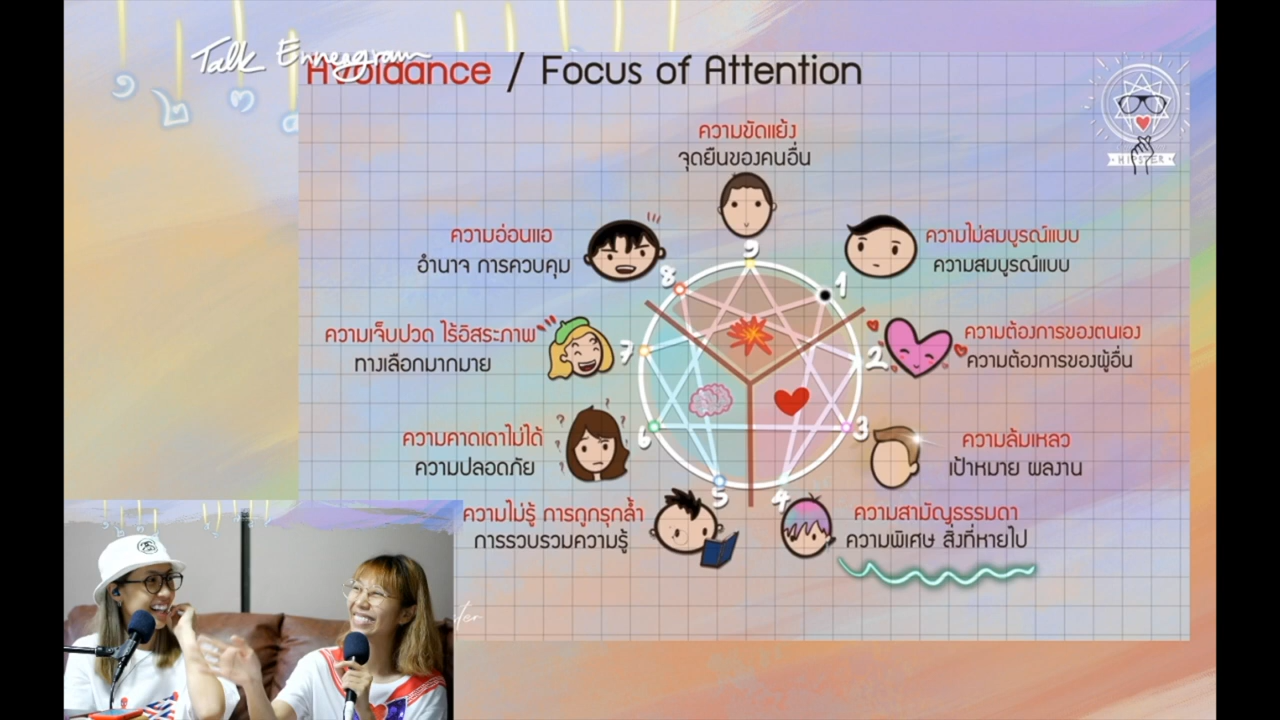 Talk Enneagram
Avoidance / Focus of Attention
๑ ๒ ๓
HIPSTER
ความขัดแย้ง
จุดยืนของคนอื่น
ความอ่อนแอ
อำนาจ การควบคุม
ความไม่สมบูรณ์แบบ
ความสมบูรณ์แบบ
9
8
1
ความเจ็บปวด ไร้อิสระภาพ
ทางเลือกมากมาย
ความต้องการของตนเอง
ความต้องการของผู้อื่น
7
2
ความคาดเดาไม่ได้
ความปลอดภัย
ความล้มเหลว
เป้าหมาย ผลงาน
6
3
5
4
ความไม่รู้ การถูกรุกล้ำ
การรวบรวมความรู้
ความสามัญธรรมดา
ความพิเศษ สิ่งที่หายไป